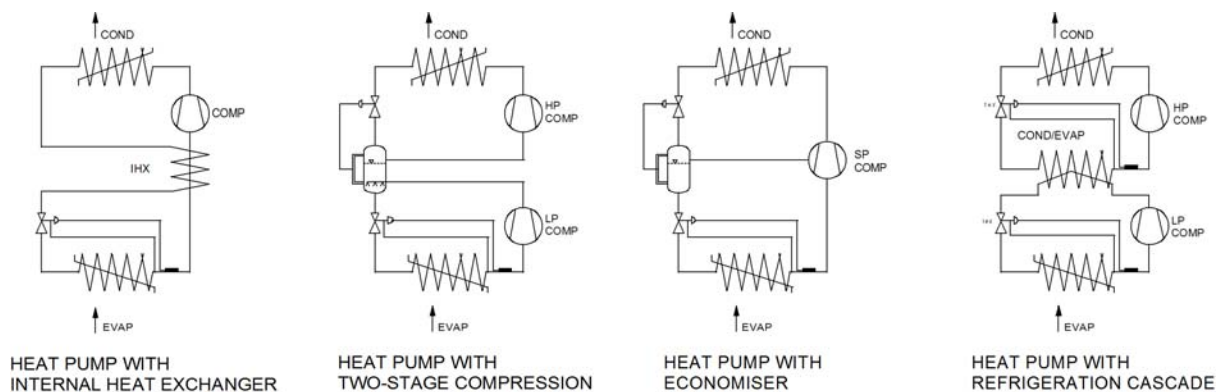 COND
COMP
IHX
EVAP
HEAT PUMP WITH
INTERNAL HEAT EXCHANGER
COND
HP
COMP
LP
COMP
EVAP
HEAT PUMP WITH
TWO-STAGE COMPRESSION
COND
SP
COMP
EVAP
HEAT PUMP WITH
ECONOMISER
COND
HP
COMP
COND/EVAP
LP
COMP
EVAP
HEAT PUMP WITH
REFRIGERATION CASCADE